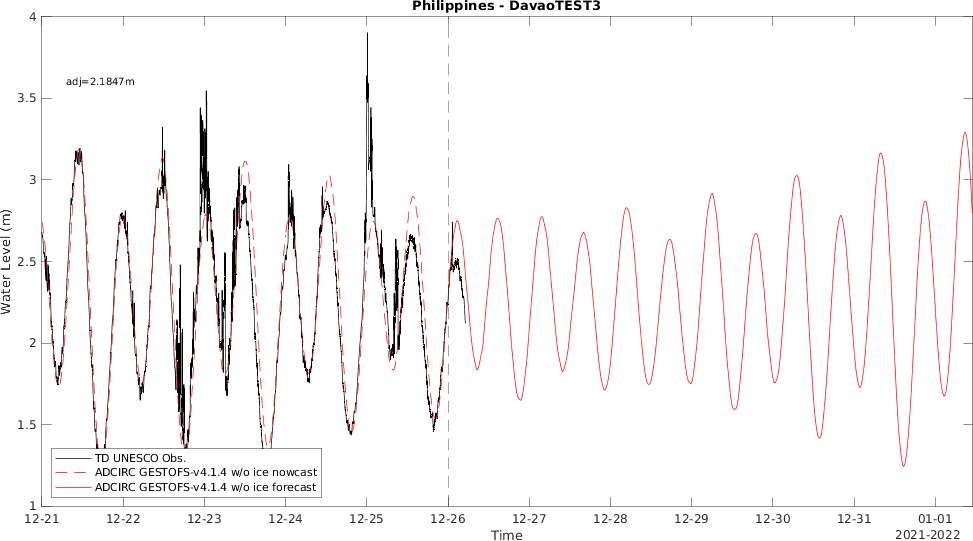 Philippines - DavaoTEST3
4
3.5
3
2.5
2
1.5
1
Water Level (m)
adj=2.1847m
TD UNESCO Obs.
ADCIRC GESTOFS-v4.1.4 w/o ice nowcast
ADCIRC GESTOFS-v4.1.4 w/o ice forecast
12-21 12-22 12-23 12-24 12-25 12-26 12-27 12-28 12-29 12-30 12-31 01-01
Time
2021-2022